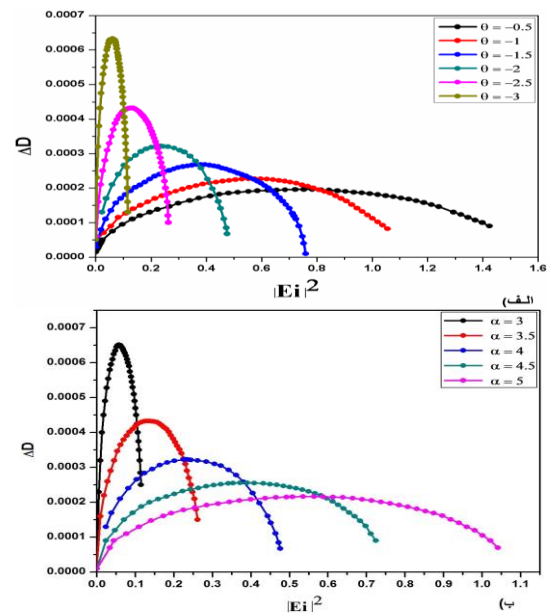 0.0007
0.0006
0.0005
0.0004
0.0003
0.0002
0.0001
0.0000
ΔD
θ = −0.5
θ = −1
θ = −1.5
θ = −2
θ = −2.5
θ = −3
0.0 0.2 0.4 0.6 0.8 1.0 1.2 1.4 1.6
|Ei|²
الف)
0.0007
0.0006
0.0005
0.0004
0.0003
0.0002
0.0001
0.0000
ΔD
α = 3
α = 3.5
α = 4
α = 4.5
α = 5
0.0 0.1 0.2 0.3 0.4 0.5 0.6 0.7 0.8 0.9 1.0 1.1
|Ei|²
ب)